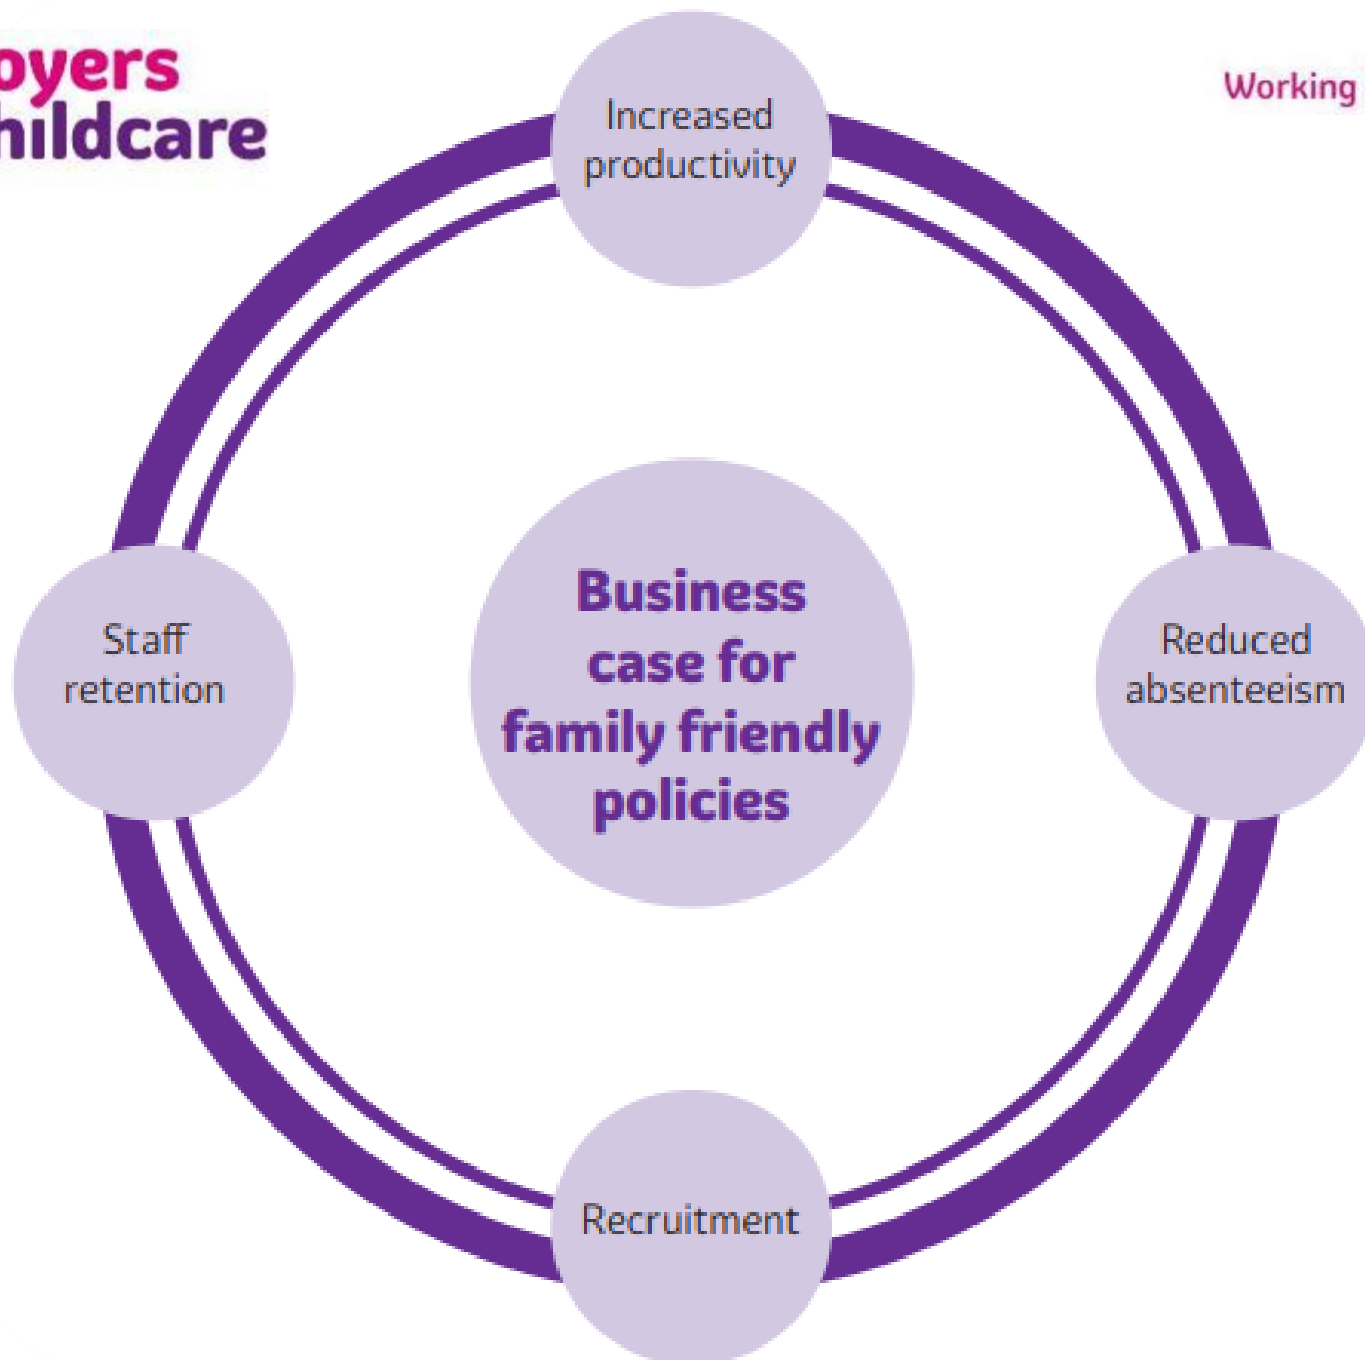 oyers
hildcare
Working
Increased
productivity
Staff
retention
Business
case for
family friendly
policies
Reduced
absenteeism
Recruitment